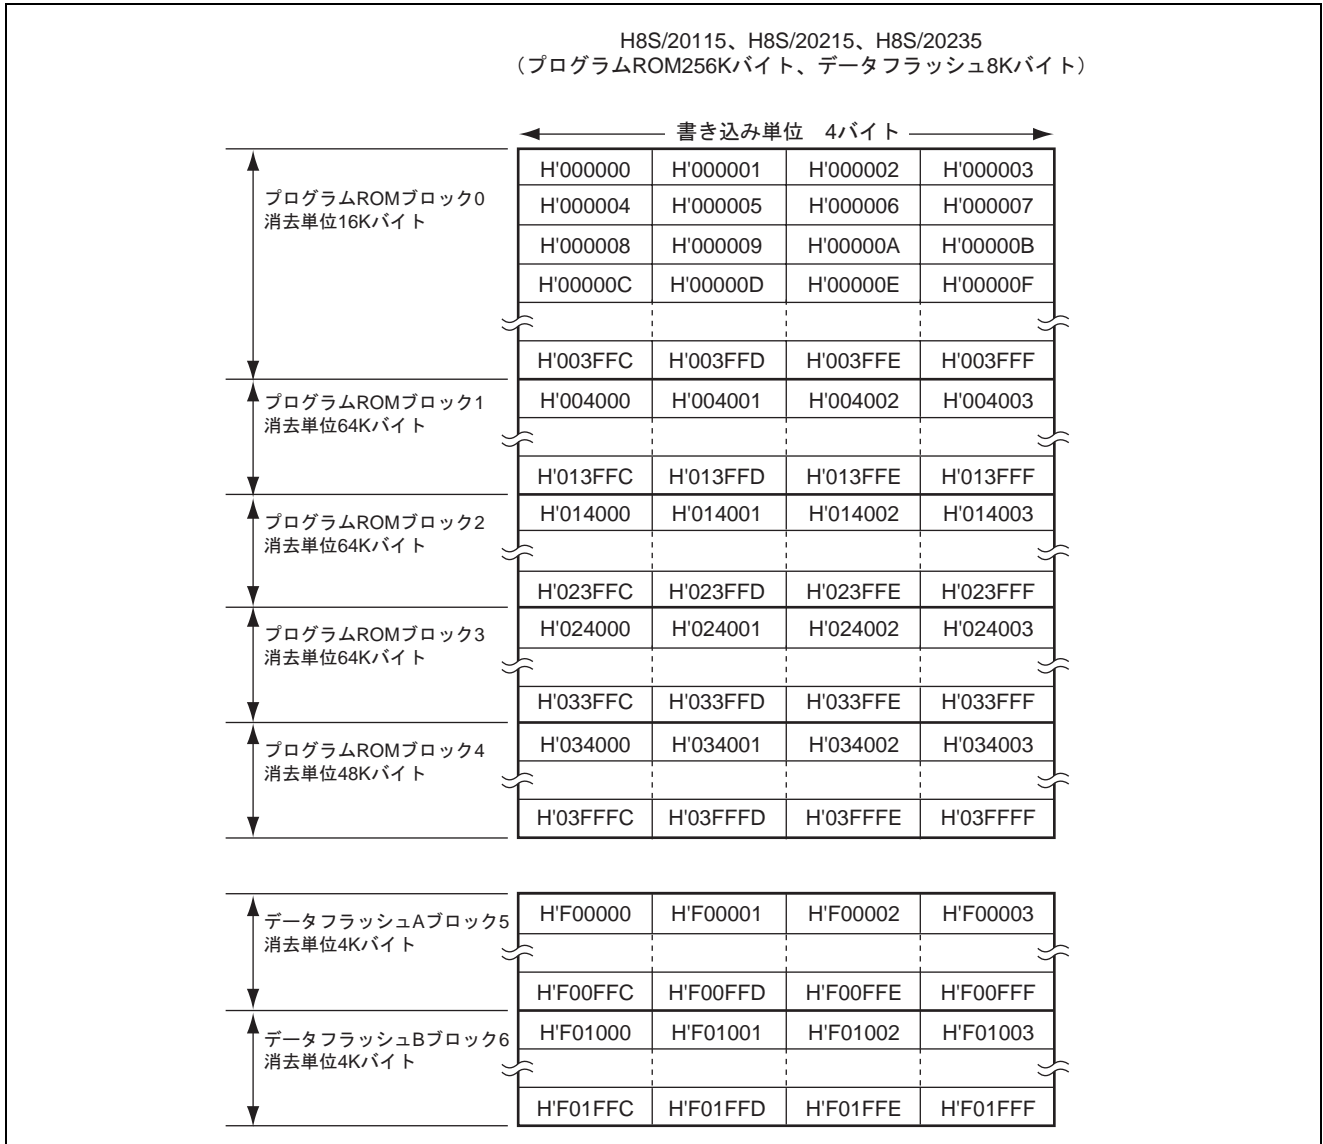 H8S/20115、H8S/20215、H8S/20235
（プログラムROM256Kバイト、データフラッシュ8Kバイト）
書き込み単位　4バイト
プログラムROMブロック0
消去単位16Kバイト
H'000000 H'000001 H'000002 H'000003
H'000004 H'000005 H'000006 H'000007
H'000008 H'000009 H'00000A H'00000B
H'00000C H'00000D H'00000E H'00000F
H'003FFC H'003FFD H'003FFE H'003FFF
プログラムROMブロック1
消去単位64Kバイト
H'004000 H'004001 H'004002 H'004003
H'013FFC H'013FFD H'013FFE H'013FFF
プログラムROMブロック2
消去単位64Kバイト
H'014000 H'014001 H'014002 H'014003
H'023FFC H'023FFD H'023FFE H'023FFF
プログラムROMブロック3
消去単位64Kバイト
H'024000 H'024001 H'024002 H'024003
H'033FFC H'033FFD H'033FFE H'033FFF
プログラムROMブロック4
消去単位48Kバイト
H'034000 H'034001 H'034002 H'034003
H'03FFFC H'03FFFD H'03FFFE H'03FFFF
データフラッシュAブロック5
消去単位4Kバイト
H'F00000 H'F00001 H'F00002 H'F00003
H'F00FFC H'F00FFD H'F00FFE H'F00FFF
データフラッシュBブロック6
消去単位4Kバイト
H'F01000 H'F01001 H'F01002 H'F01003
H'F01FFC H'F01FFD H'F01FFE H'F01FFF